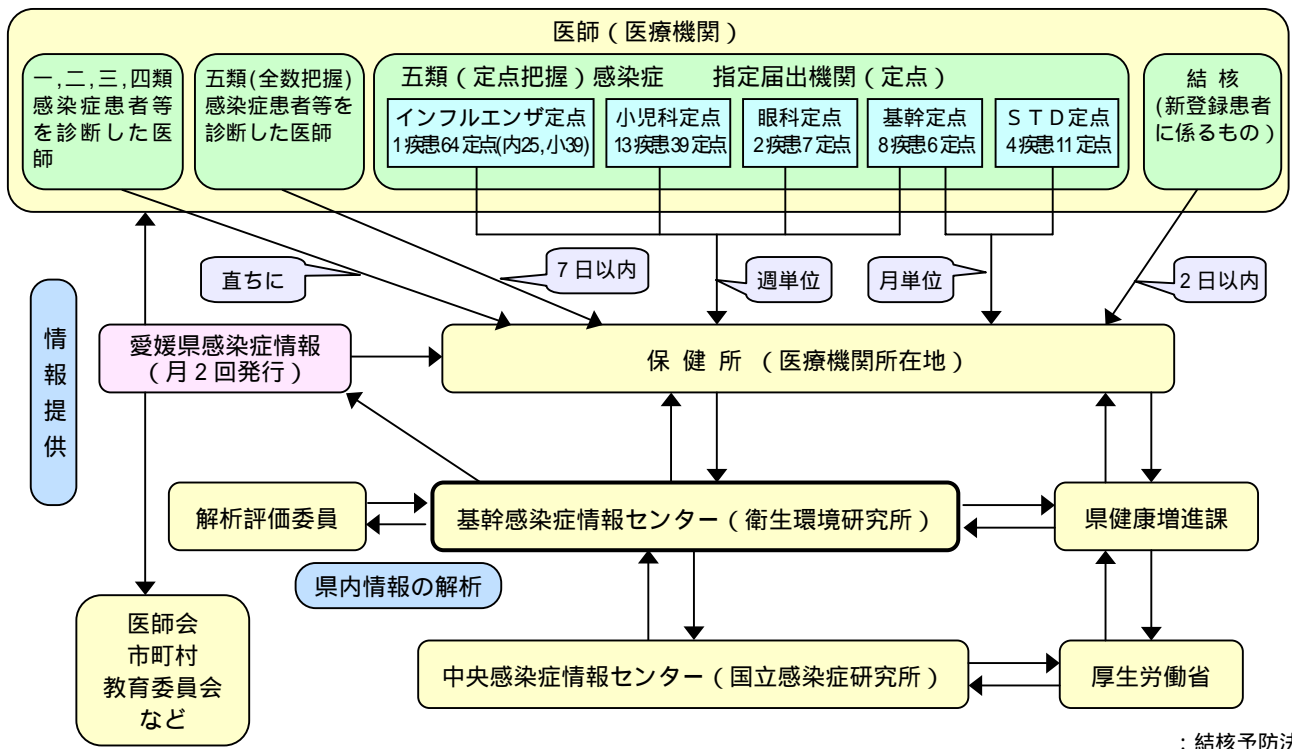 医師（医療機関）
一,二,三,四類
感染症患者等
を診断した医
師
五類(全数把握)
感染症患者等を
診断した医師
五類（定点把握）感染症　　指定届出機関（定点）
インフルエンザ定点
1疾患64定点(内25,小39)
小児科定点
13疾患39定点
眼科定点
2疾患7定点
基幹定点
8疾患6定点
ＳＴＤ定点
4疾患11定点
結 核
(新登録患者
に係るもの）
直ちに
7日以内
週単位
月単位
2日以内
情報提供
愛媛県感染症情報
（月2回発行）
保 健 所 （医療機関所在地）
解析評価委員
基幹感染症情報センター（衛生環境研究所）
県健康増進課
県内情報の解析
医師会
市町村
教育委員会
など
中央感染症情報センター（国立感染症研究所）
厚生労働省
：結核予防法